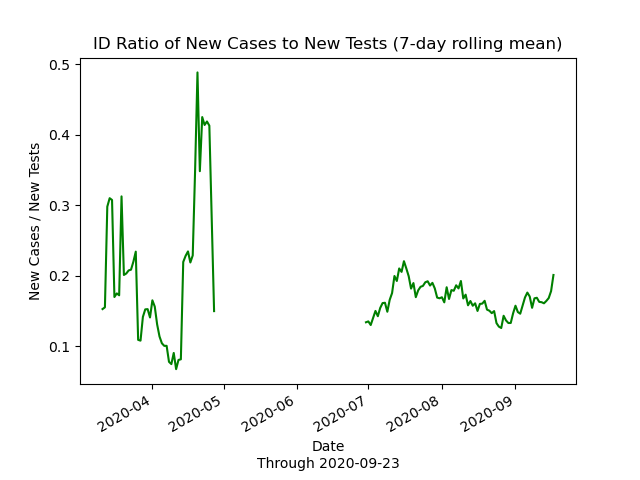 ID Ratio of New Cases to New Tests (7-day rolling mean)
0.5
0.4
0.3
0.2
0.1
New Cases / New Tests
2020-04
2020-05
2020-06
2020-07
2020-08
2020-09
Date
Through 2020-09-23